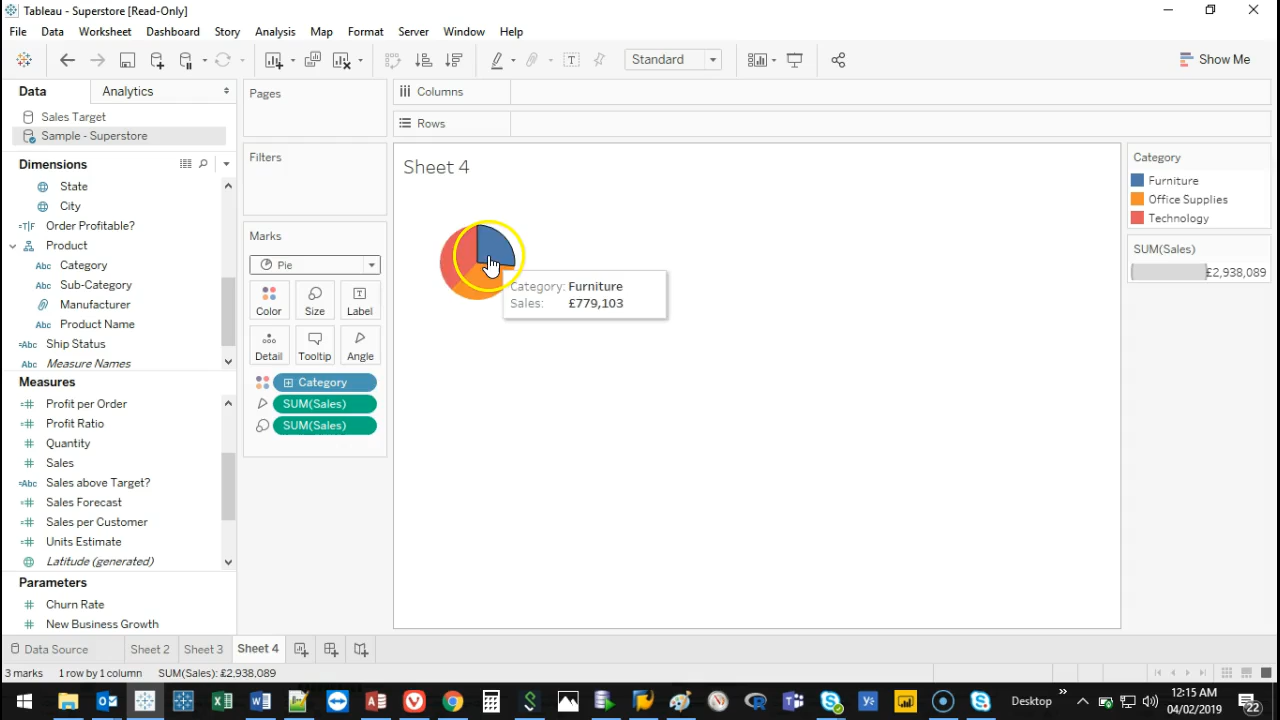 Tableau - Superstore [Read-Only]
File Data Worksheet Dashboard Story Analysis Map Format Server Window Help
Standard
Show Me
Data Analytics
Sales Target
Sample - Superstore
Dimensions
State
City
Order Profitable?
Product
Abc Category
Abc Sub-Category
Manufacturer
Abc Product Name
=Abc Ship Status
Abc Measure Names
Measures
Profit per Order
Profit Ratio
Quantity
Sales
=Abc Sales above Target?
Sales Forecast
Sales per Customer
Units Estimate
Latitude (generated)
Parameters
Churn Rate
New Business Growth
Pages
Filters
Marks
Pie
Color Size Label
Detail Tooltip Angle
Category
SUM(Sales)
SUM(Sales)
Columns
Rows
Sheet 4
Category: Furniture
Sales: £779,103
Category
Furniture
Office Supplies
Technology
SUM(Sales)
£2,938,089
Data Source Sheet 2 Sheet 3 Sheet 4
3 marks 1 row by 1 column SUM(Sales): £2,938,089
Desktop
12:15 AM
04/02/2019
22